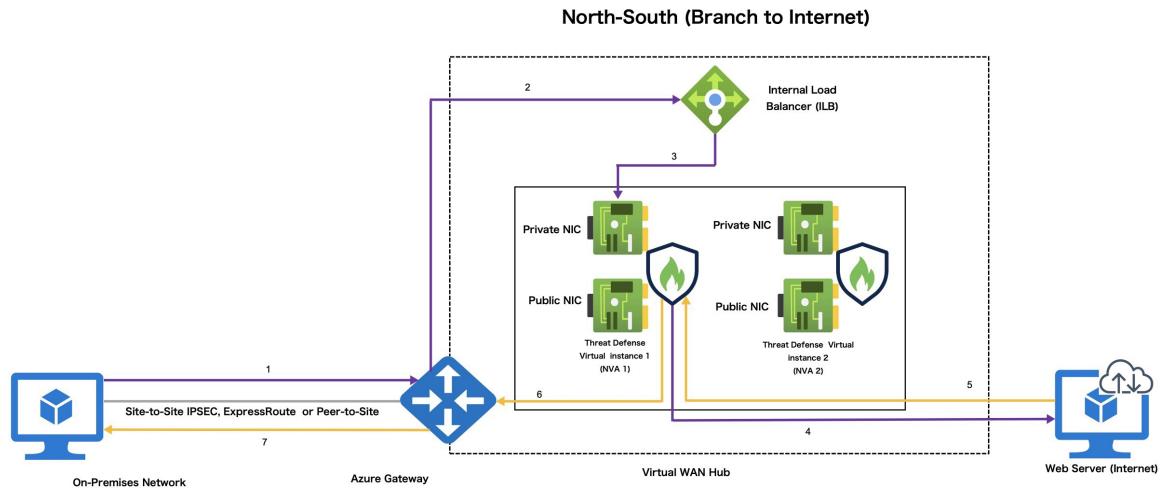 North-South (Branch to Internet)
2
Internal Load
Balancer (ILB)
3
Private NIC
Private NIC
Public NIC
Public NIC
Threat Defense
Virtual instance 1
(NVA 1)
Threat Defense Virtual
instance 2
(NVA 2)
1
6
5
Site-to-Site IPSEC, ExpressRoute or Peer-to-Site
7
4
On-Premises Network
Azure Gateway
Virtual WAN Hub
Web Server (Internet)